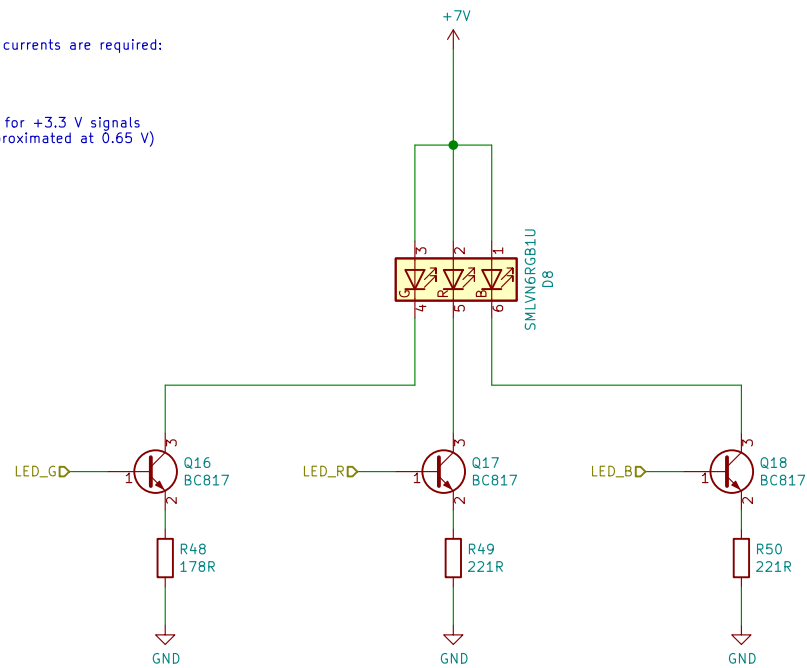 +7V
currents are required:
for +3.3 V signals
roximated at 0.65 V)
3
2
1
G
R
B
SMLVN6RGB1U
D8
4
5
6
LED_G
1
3
Q16
BC817
2
LED_R
1
3
Q17
BC817
2
LED_B
1
3
Q18
BC817
2
R48
178R
R49
221R
R50
221R
GND
GND
GND